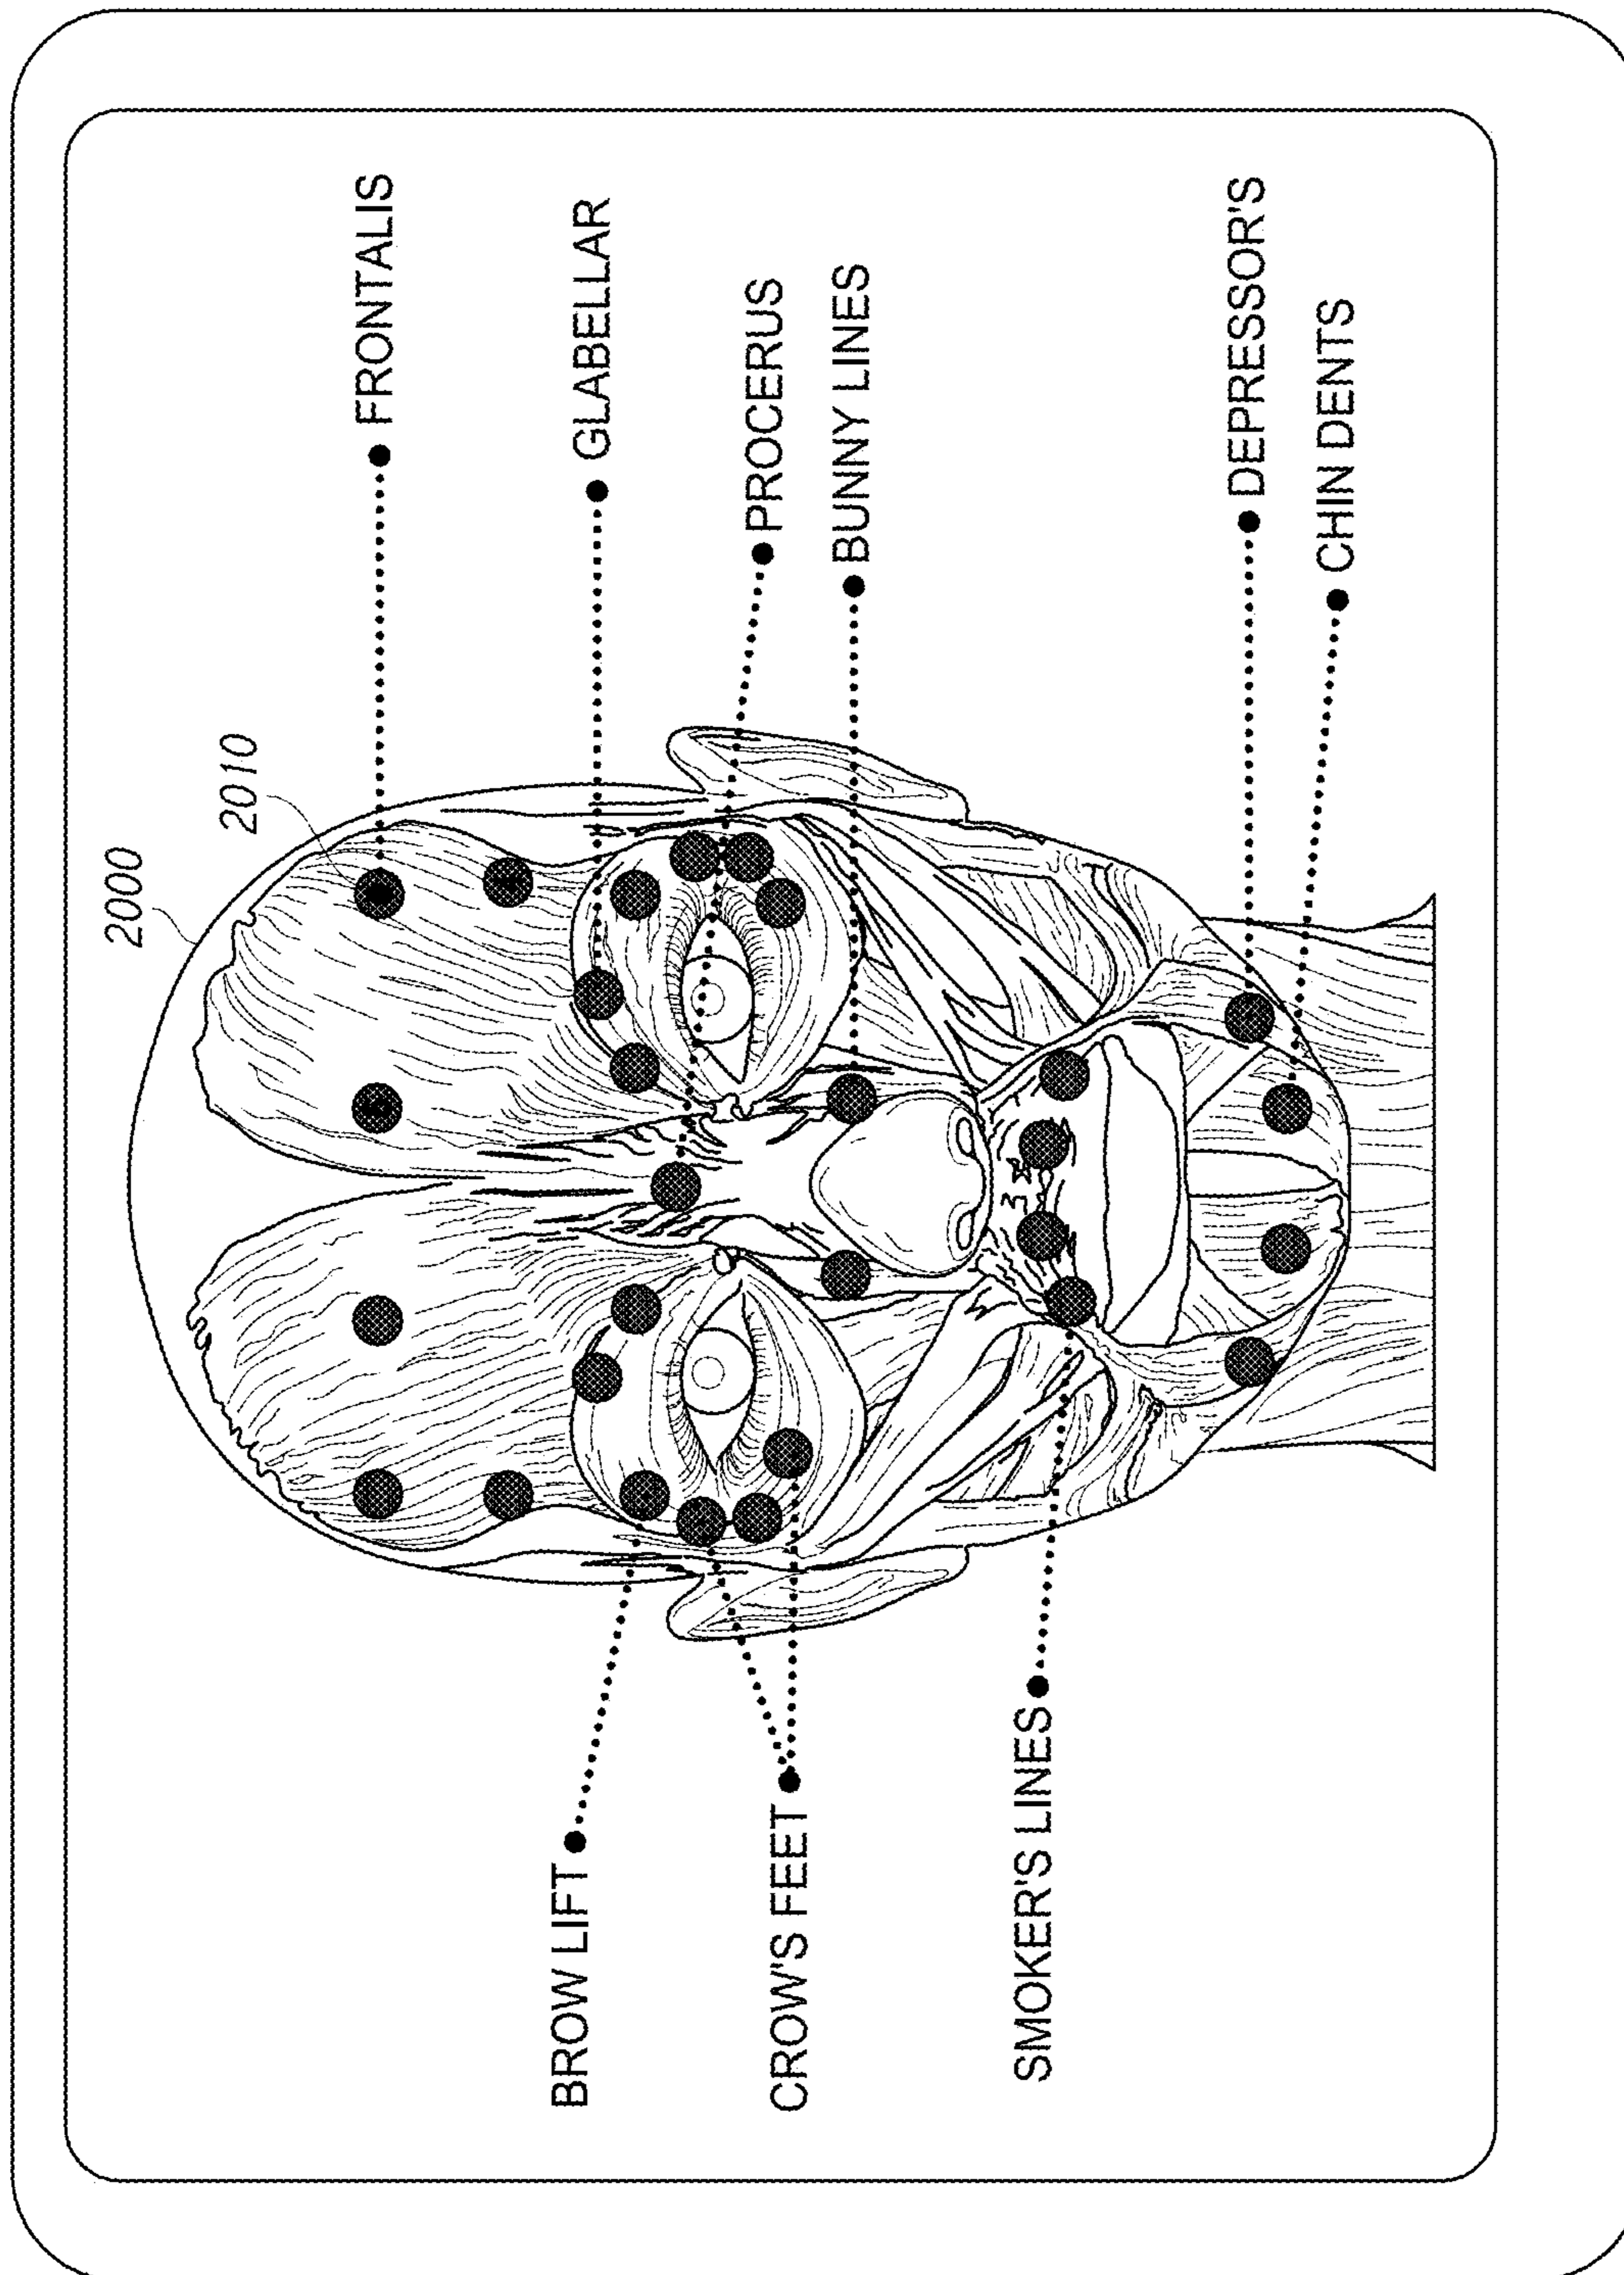 2000
2010
FRONTALIS
BROW LIFT
GLABELLAR
PROCERUS
CROW'S FEET
BUNNY LINES
SMOKER'S LINES
DEPRESSOR'S
CHIN DENTS